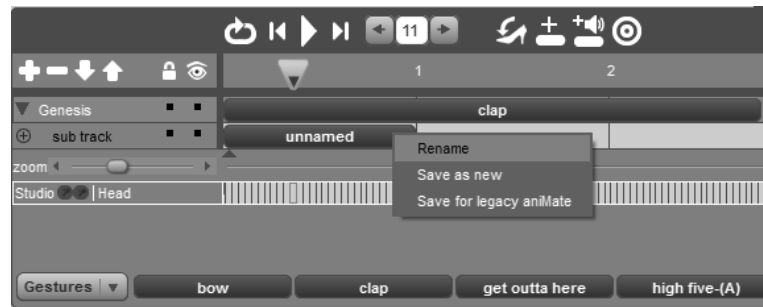 11
1 2
Genesis clap
sub track unnamed
Rename
zoom
Save as new
Studio | Head
Save for legacy aniMate
Gestures bow clap get outta here high five-(A)